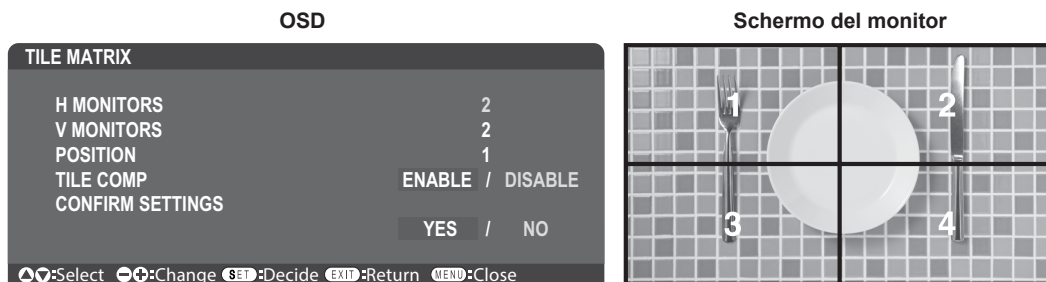 OSD
TILE MATRIX
H MONITORS 2
V MONITORS 2
POSITION 1
TILE COMP ENABLE / DISABLE
CONFIRM SETTINGS
YES / NO
:Select :Change SET:Decide EXIT:Return MENU:Close
Schermo del monitor
1 2
3 4